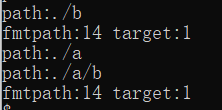 path:./b
fmtpath:14 target:1
path:./a
path:./a/b
fmtpath:14 target:1
$